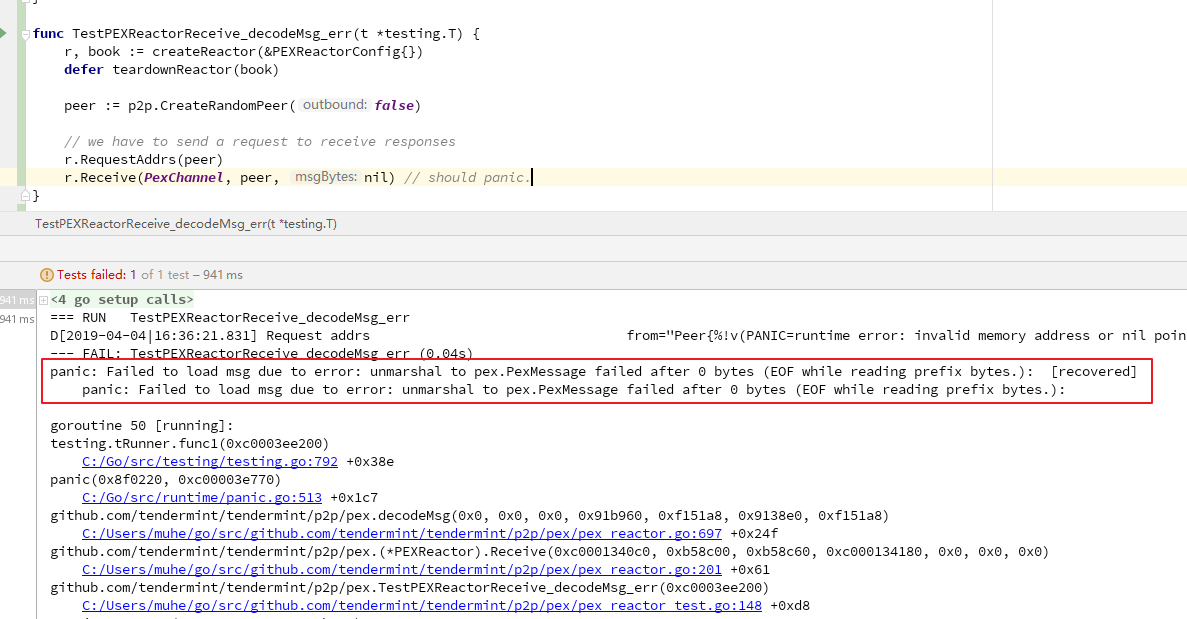 func TestPEXReactorReceive_decodeMsg_err(t *testing.T) {
r, book := createReactor(&PEXReactorConfig{})
defer teardownReactor(book)
peer := p2p.CreateRandomPeer( outbound: false)
// we have to send a request to receive responses
r.RequestAddrs(peer)
r.Receive(PexChannel, peer, msgBytes: nil) // should panic.
}
TestPEXReactorReceive_decodeMsg_err(t *testing.T)
Tests failed: 1 of 1 test – 941 ms
941 ms <4 go setup calls>
941 ms === RUN TestPEXReactorReceive_decodeMsg_err
D[2019-04-04|16:36:21.831] Request addrs from="Peer{%!v(PANIC=runtime error: invalid memory address or nil poin
--- FAIL: TestPEXReactorReceive_decodeMsg_err (0.04s)
panic: Failed to load msg due to error: unmarshal to pex.PexMessage failed after 0 bytes (EOF while reading prefix bytes.): [recovered]
panic: Failed to load msg due to error: unmarshal to pex.PexMessage failed after 0 bytes (EOF while reading prefix bytes.):
goroutine 50 [running]:
testing.tRunner.func1(0xc0003ee200)
C:/Go/src/testing/testing.go:792 +0x38e
panic(0x8f0220, 0xc00003e770)
C:/Go/src/runtime/panic.go:513 +0x1c7
github.com/tendermint/tendermint/p2p/pex.decodeMsg(0x0, 0x0, 0x0, 0x91b960, 0xf151a8, 0x9138e0, 0xf151a8)
C:/Users/muhe/go/src/github.com/tendermint/tendermint/p2p/pex/pex_reactor.go:697 +0x24f
github.com/tendermint/tendermint/p2p/pex.(*PEXReactor).Receive(0xc0001340c0, 0xb58c00, 0xb58c60, 0xc000134180, 0x0, 0x0, 0x0)
C:/Users/muhe/go/src/github.com/tendermint/tendermint/p2p/pex/pex_reactor.go:201 +0x61
github.com/tendermint/tendermint/p2p/pex.TestPEXReactorReceive_decodeMsg_err(0xc0003ee200)
C:/Users/muhe/go/src/github.com/tendermint/tendermint/p2p/pex/pex_reactor_test.go:148 +0xd8